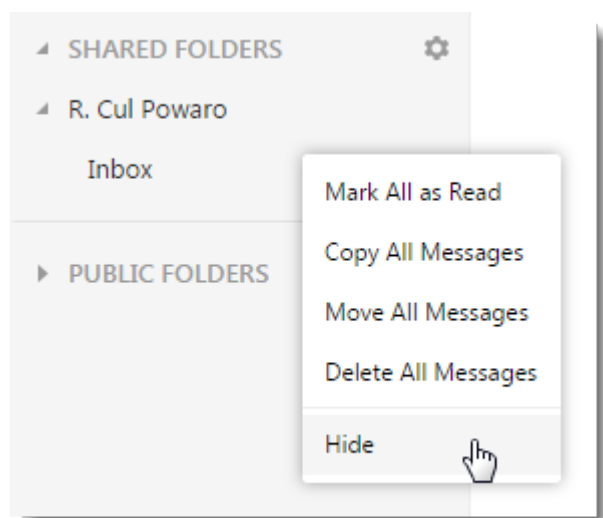 SHARED FOLDERS
R. Cul Powaro
Inbox
PUBLIC FOLDERS
Mark All as Read
Copy All Messages
Move All Messages
Delete All Messages
Hide